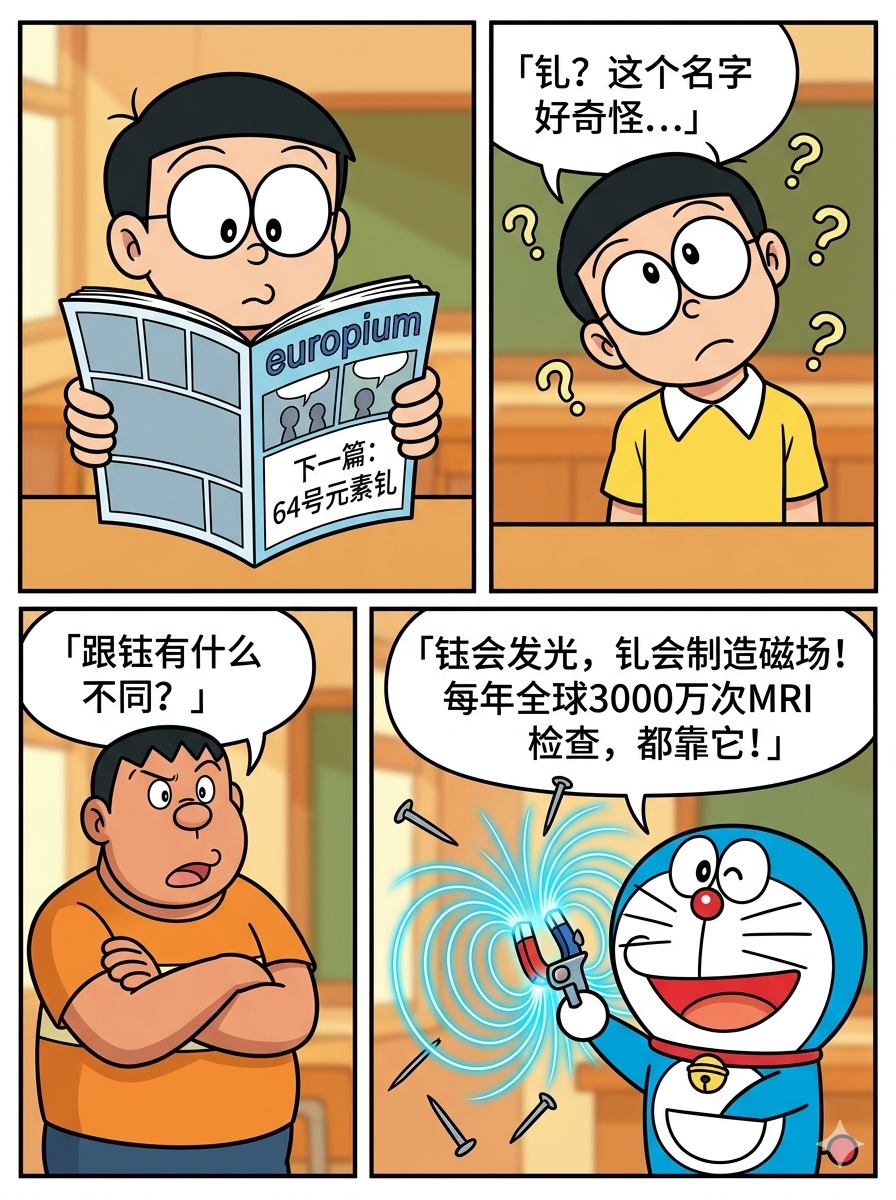 europium
下一篇：
64号元素钆
「钆？这个名字
好奇怪…」
「跟钰有什么
不同？」
「钰会发光，钆会制造磁场！
每年全球3000万次MRI
检查，都靠它！」